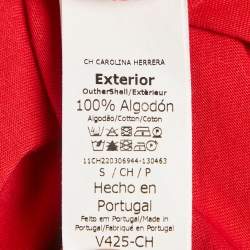 CH CAROLINA HERRERA
Exterior
OutherShell/Extérieur
100% Algodón
Algodão/Cotton/Coton
11CH220306944-130463
S / CH / P
Hecho en
Portugal
Feito em Portugal/Made in
Portugal/Fabriqué en Portugal
V425-CH